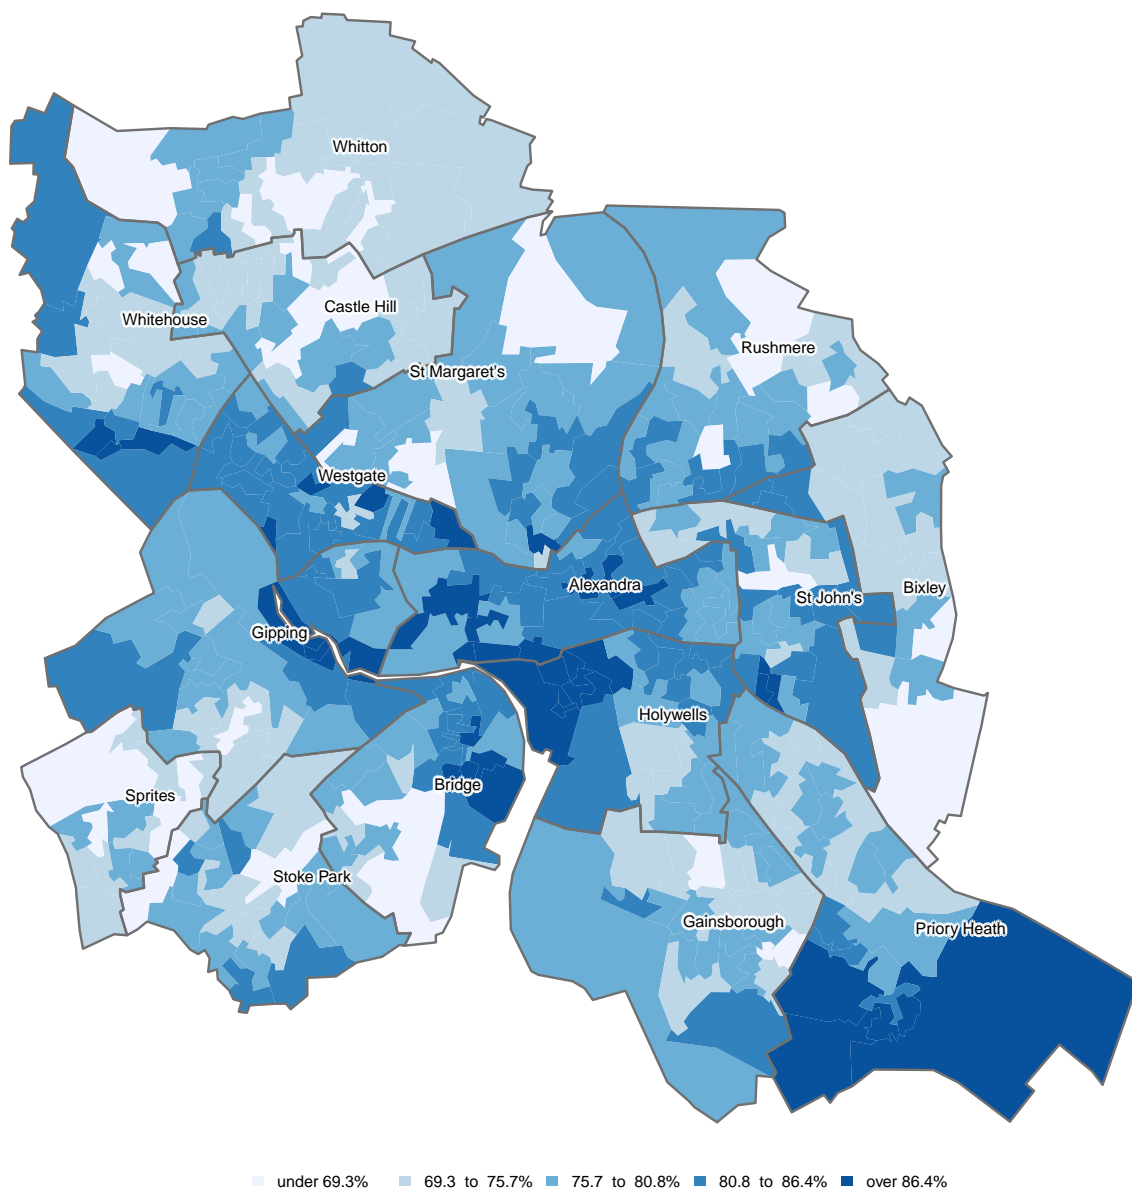 Whitton
Castle Hill
Whitehouse
Rushmere
St Margaret's
Westgate
Alexandra
Bixley
St John's
Gipping
Holywells
Bridge
Sprites
Stoke Park
Gainsborough
Priory Heath
under 69.3% 69.3 to 75.7% 75.7 to 80.8% 80.8 to 86.4% over 86.4%